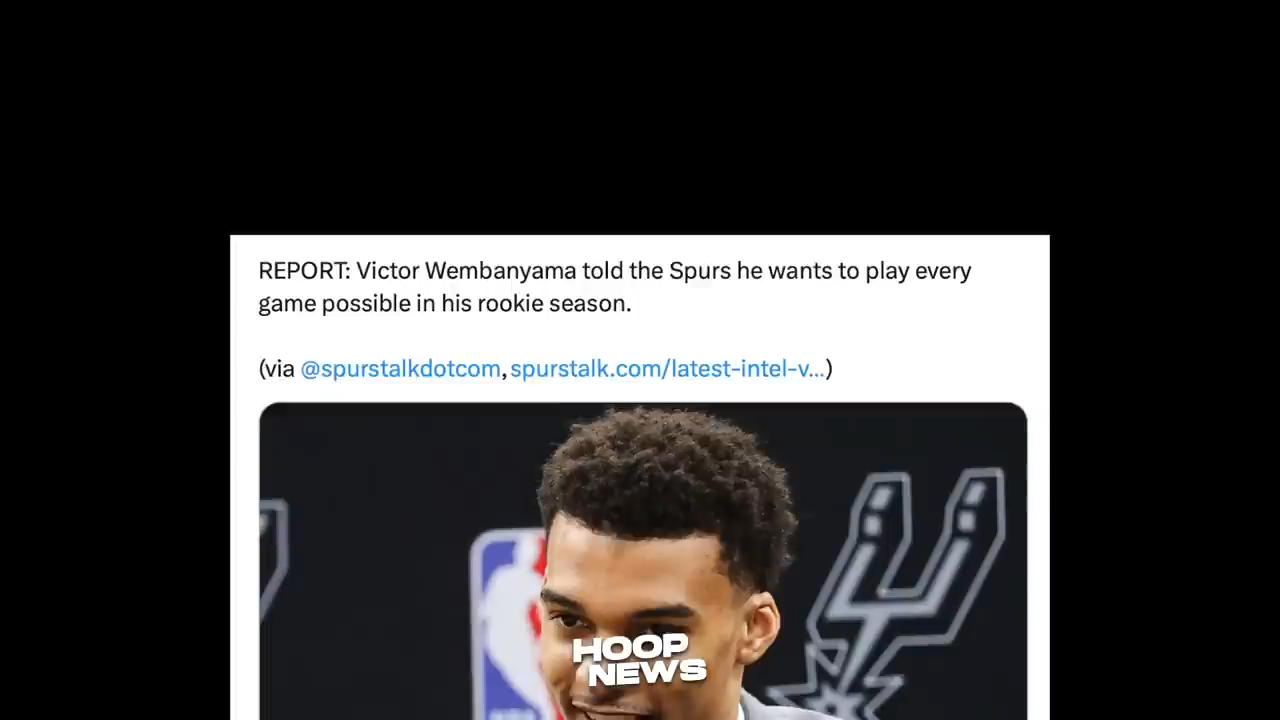 REPORT: Victor Wembanyama told the Spurs he wants to play every
game possible in his rookie season.
(via @spurstalkdotcom, spurstalk.com/latest-intel-v...)
HOOP
NEWS